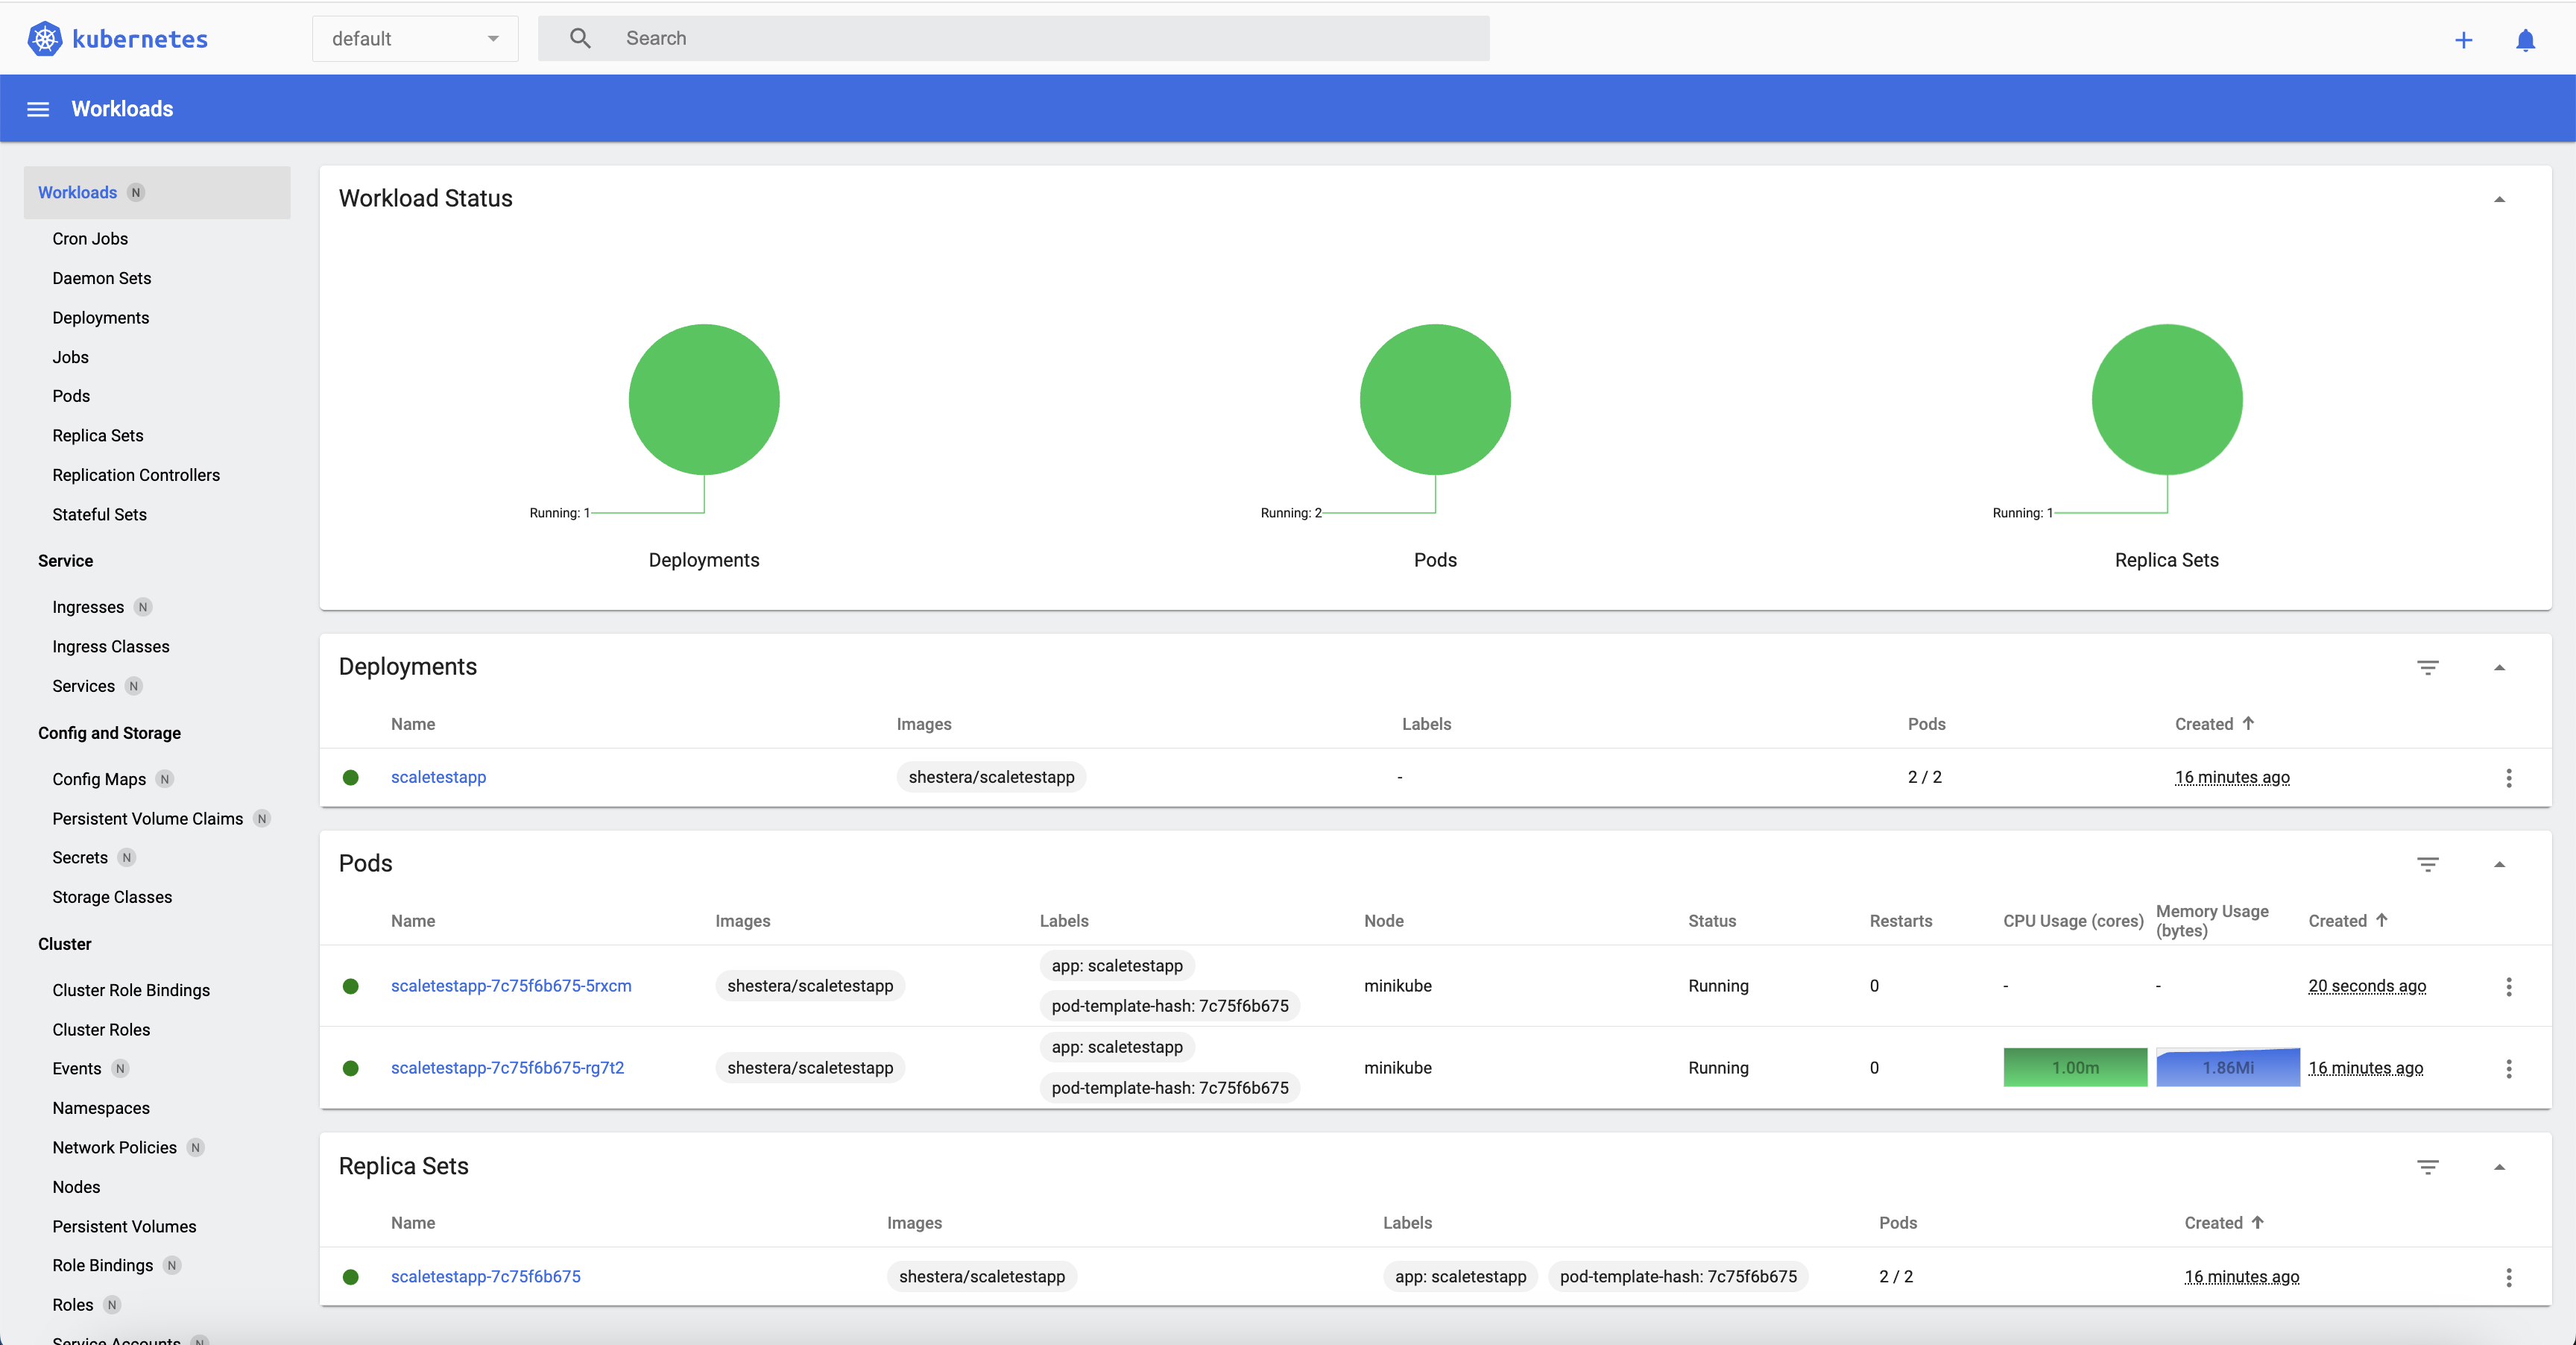 kubernetes
default
Search
Workloads
Workloads N
Cron Jobs
Daemon Sets
Deployments
Jobs
Pods
Replica Sets
Replication Controllers
Stateful Sets
Service
Ingresses N
Ingress Classes
Services N
Config and Storage
Config Maps N
Persistent Volume Claims N
Secrets N
Storage Classes
Cluster
Cluster Role Bindings
Cluster Roles
Events N
Namespaces
Network Policies N
Nodes
Persistent Volumes
Role Bindings N
Roles N
Service Accounts N
Workload Status
Running: 1
Deployments
Running: 2
Pods
Running: 1
Replica Sets
Deployments
Name Images Labels Pods Created
scaletestapp shestera/scaletestapp - 2 / 2 16 minutes ago
Pods
Name Images Labels Node Status Restarts CPU Usage (cores) Memory Usage (bytes) Created
scaletestapp-7c75f6b675-5rxcm shestera/scaletestapp app: scaletestapp minikube Running 0 - - 20 seconds ago
pod-template-hash: 7c75f6b675
scaletestapp-7c75f6b675-rg7t2 shestera/scaletestapp app: scaletestapp minikube Running 0 1.00m 1.86Mi 16 minutes ago
pod-template-hash: 7c75f6b675
Replica Sets
Name Images Labels Pods Created
scaletestapp-7c75f6b675 shestera/scaletestapp app: scaletestapp pod-template-hash: 7c75f6b675 2 / 2 16 minutes ago